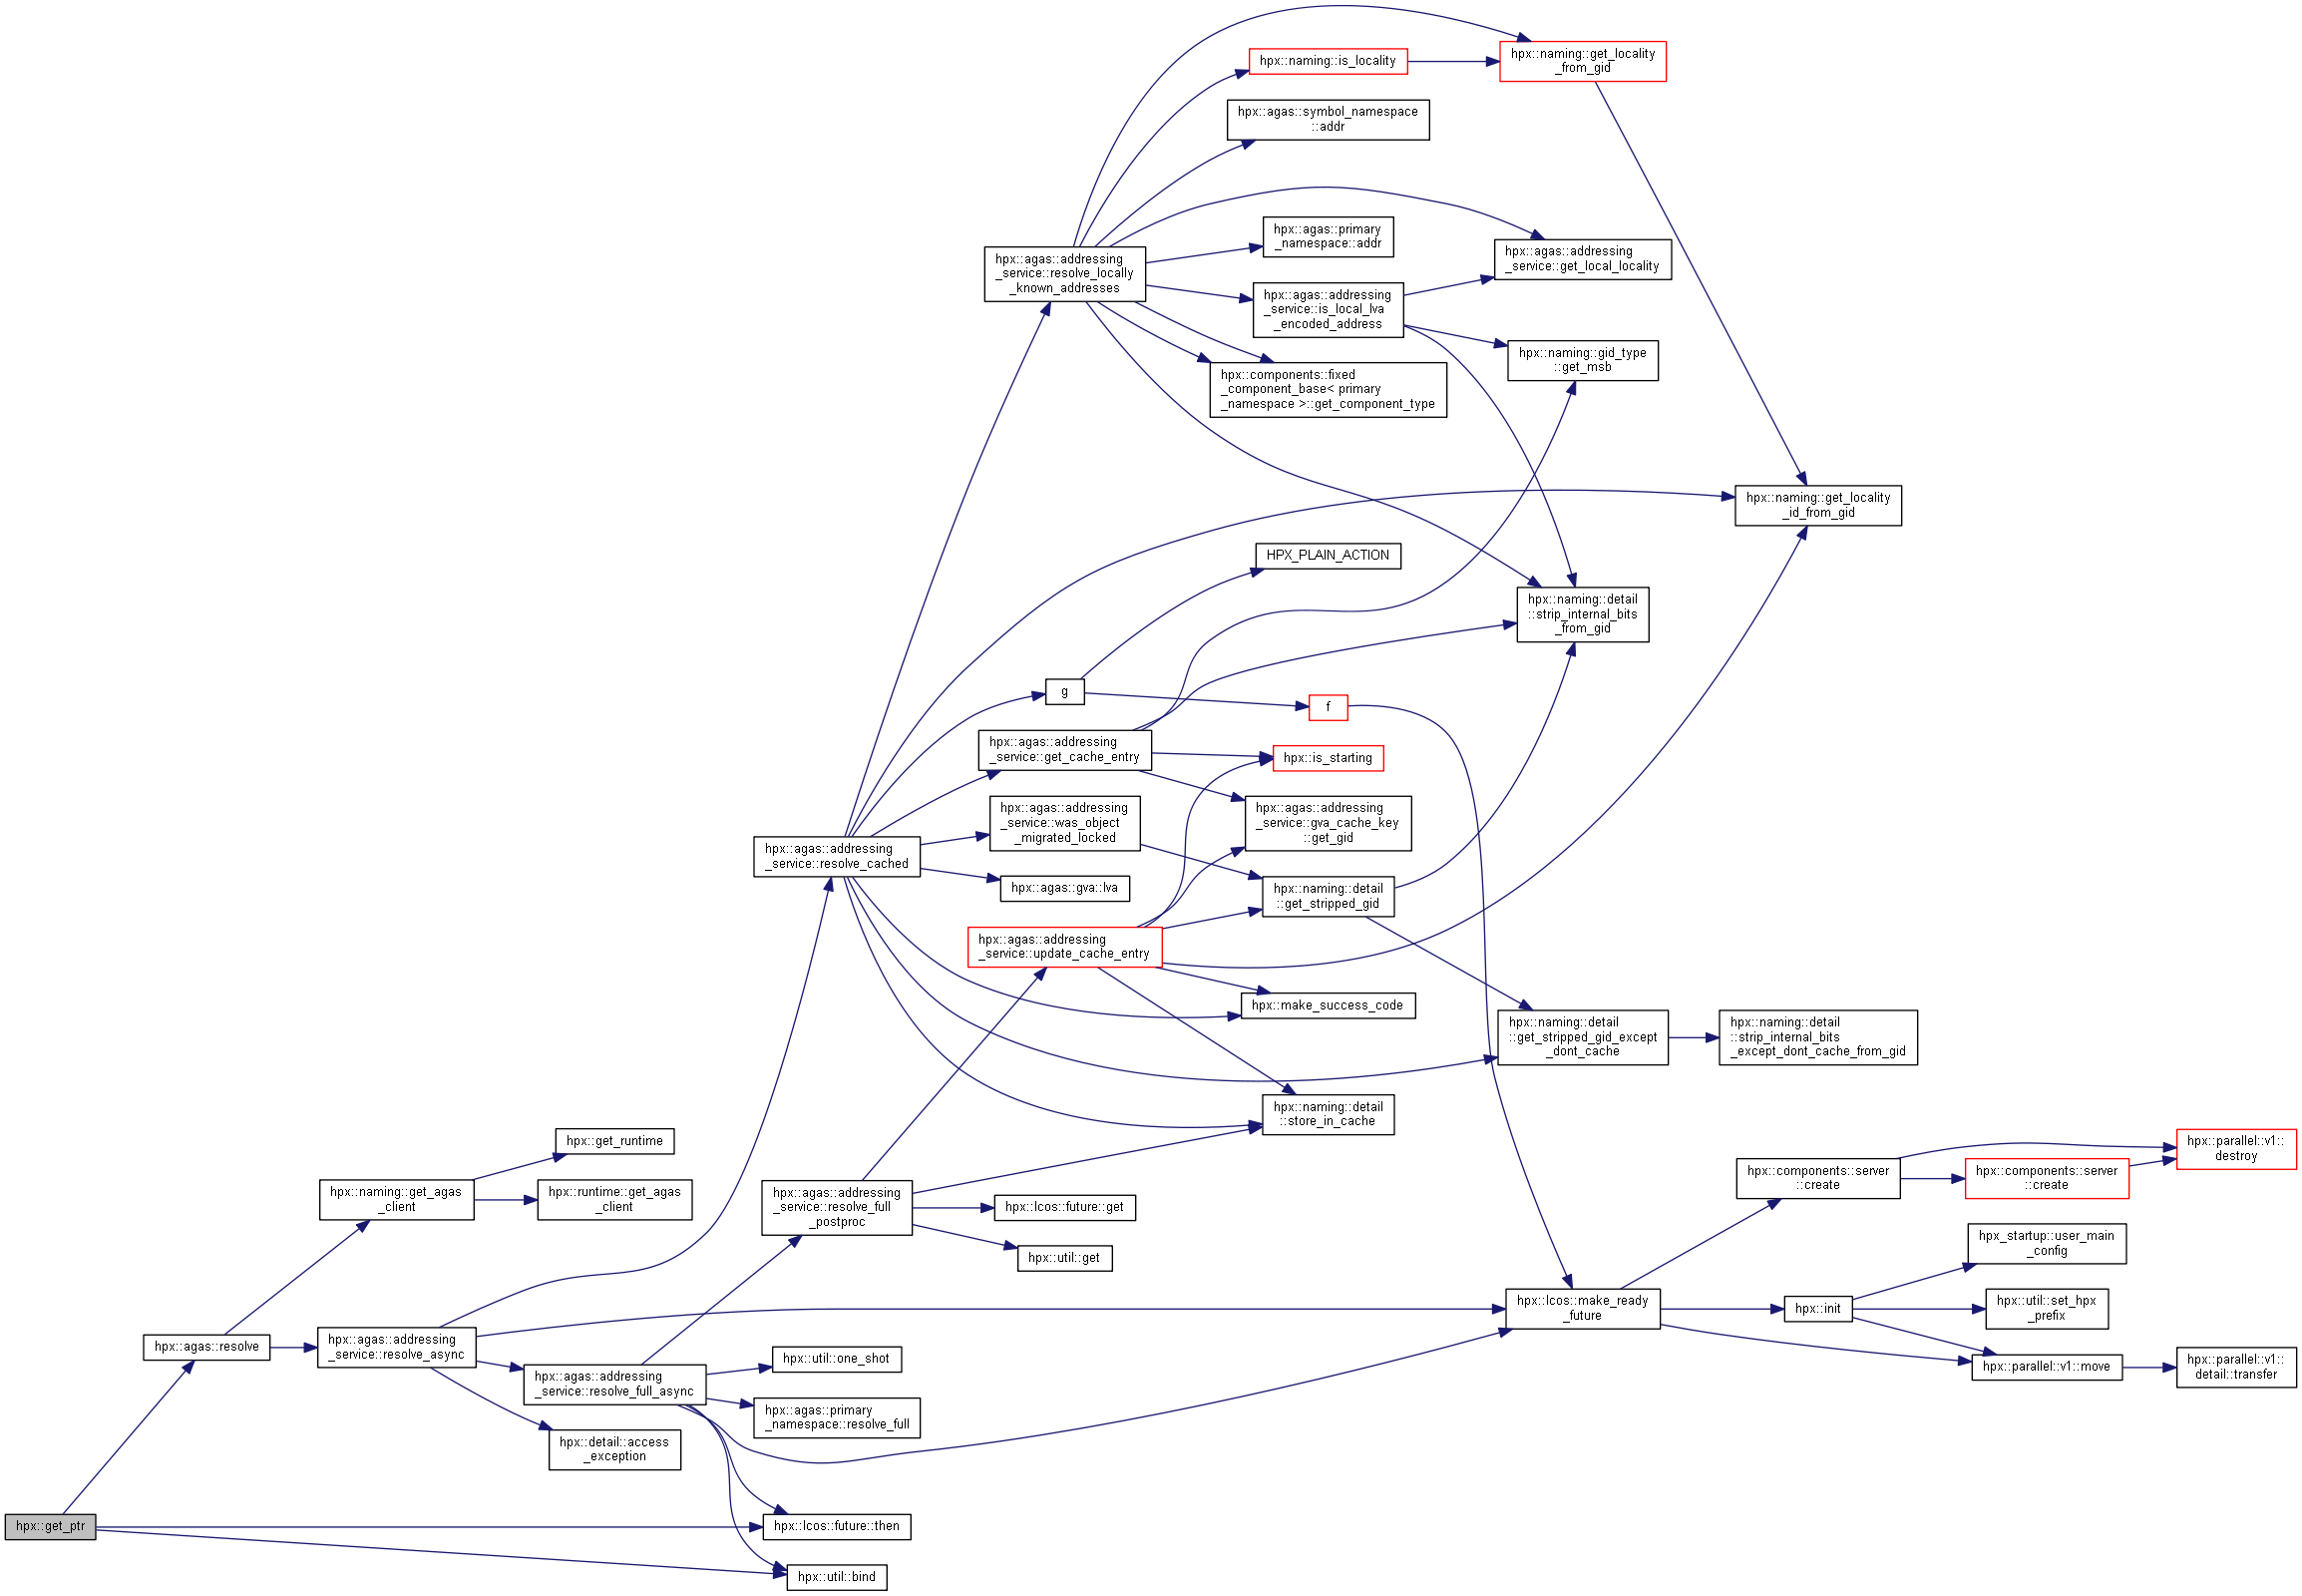 hpx::naming::get_locality
_from_gid
hpx::naming::is_locality
hpx::agas::symbol_namespace
::addr
hpx::agas::primary
_namespace::addr
hpx::agas::addressing
_service::get_local_locality
hpx::agas::addressing
_service::resolve_locally
_known_addresses
hpx::agas::addressing
_service::is_local_lva
_encoded_address
hpx::naming::gid_type
::get_msb
hpx::components::fixed
_component_base< primary
_namespace >::get_component_type
hpx::naming::get_locality
_id_from_gid
HPX_PLAIN_ACTION
hpx::naming::detail
::strip_internal_bits
_from_gid
g
f
hpx::agas::addressing
_service::get_cache_entry
hpx::is_starting
hpx::agas::addressing
_service::was_object
_migrated_locked
hpx::agas::addressing
_service::gva_cache_key
::get_gid
hpx::agas::addressing
_service::resolve_cached
hpx::agas::gva::lva
hpx::naming::detail
::get_stripped_gid
hpx::agas::addressing
_service::update_cache_entry
hpx::make_success_code
hpx::naming::detail
::get_stripped_gid_except
_dont_cache
hpx::naming::detail
::strip_internal_bits
_except_dont_cache_from_gid
hpx::naming::detail
::store_in_cache
hpx::get_runtime
hpx::naming::get_agas
_client
hpx::runtime::get_agas
_client
hpx::agas::addressing
_service::resolve_full
_postproc
hpx::lcos::future::get
hpx::util::get
hpx::components::server
::create
hpx::components::server
::create
hpx::parallel::v1::
destroy
hpx_startup::user_main
_config
hpx::lcos::make_ready
_future
hpx::init
hpx::util::set_hpx
_prefix
hpx::parallel::v1::move
hpx::parallel::v1::
detail::transfer
hpx::agas::resolve
hpx::agas::addressing
_service::resolve_async
hpx::util::one_shot
hpx::agas::addressing
_service::resolve_full_async
hpx::agas::primary
_namespace::resolve_full
hpx::detail::access
_exception
hpx::get_ptr
hpx::lcos::future::then
hpx::util::bind